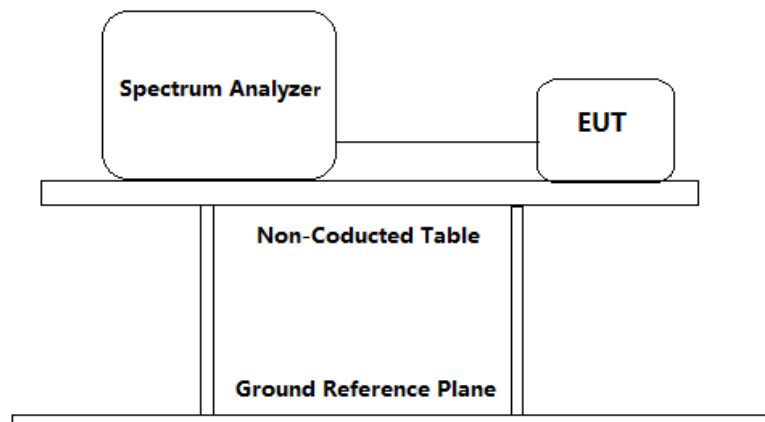 Spectrum Analyzer
EUT
Non-Coducted Table
Ground Reference Plane